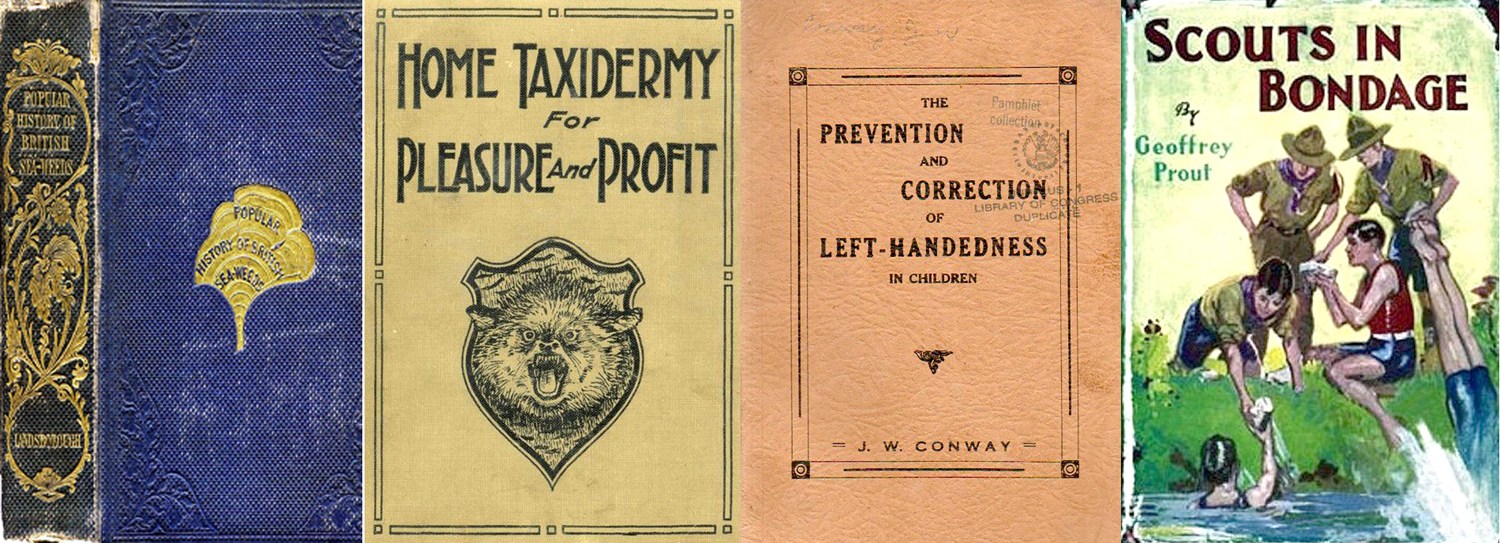 POPULAR
HISTORY OF
BRITISH
SEA-WEEDS
LANDSBOROUGH
POPULAR
HISTORY OF BRITISH
SEA-WEEDS
HOME TAXIDERMY
For
PLEASURE And PROFIT
THE
PREVENTION
AND
CORRECTION
OF
LEFT-HANDEDNESS
IN CHILDREN
= J. W. CONWAY =
Pamphlet
collection
LIBRARY OF CONGRESS
DUPLICATE
SCOUTS IN
BONDAGE
By
Geoffrey
Prout